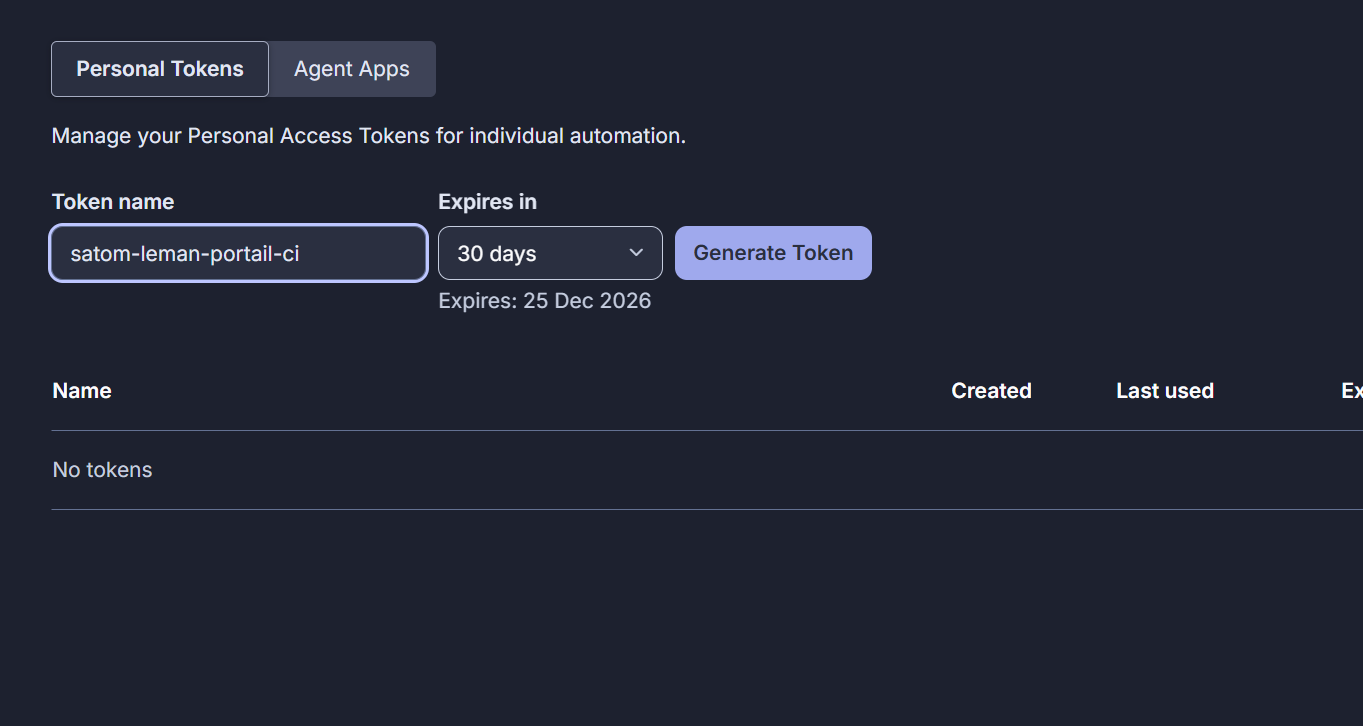 Personal Tokens Agent Apps
Manage your Personal Access Tokens for individual automation.
Token name Expires in
satom-leman-portail-ci 30 days Generate Token
Expires: 25 Dec 2026
Name Created Last used Ex
No tokens